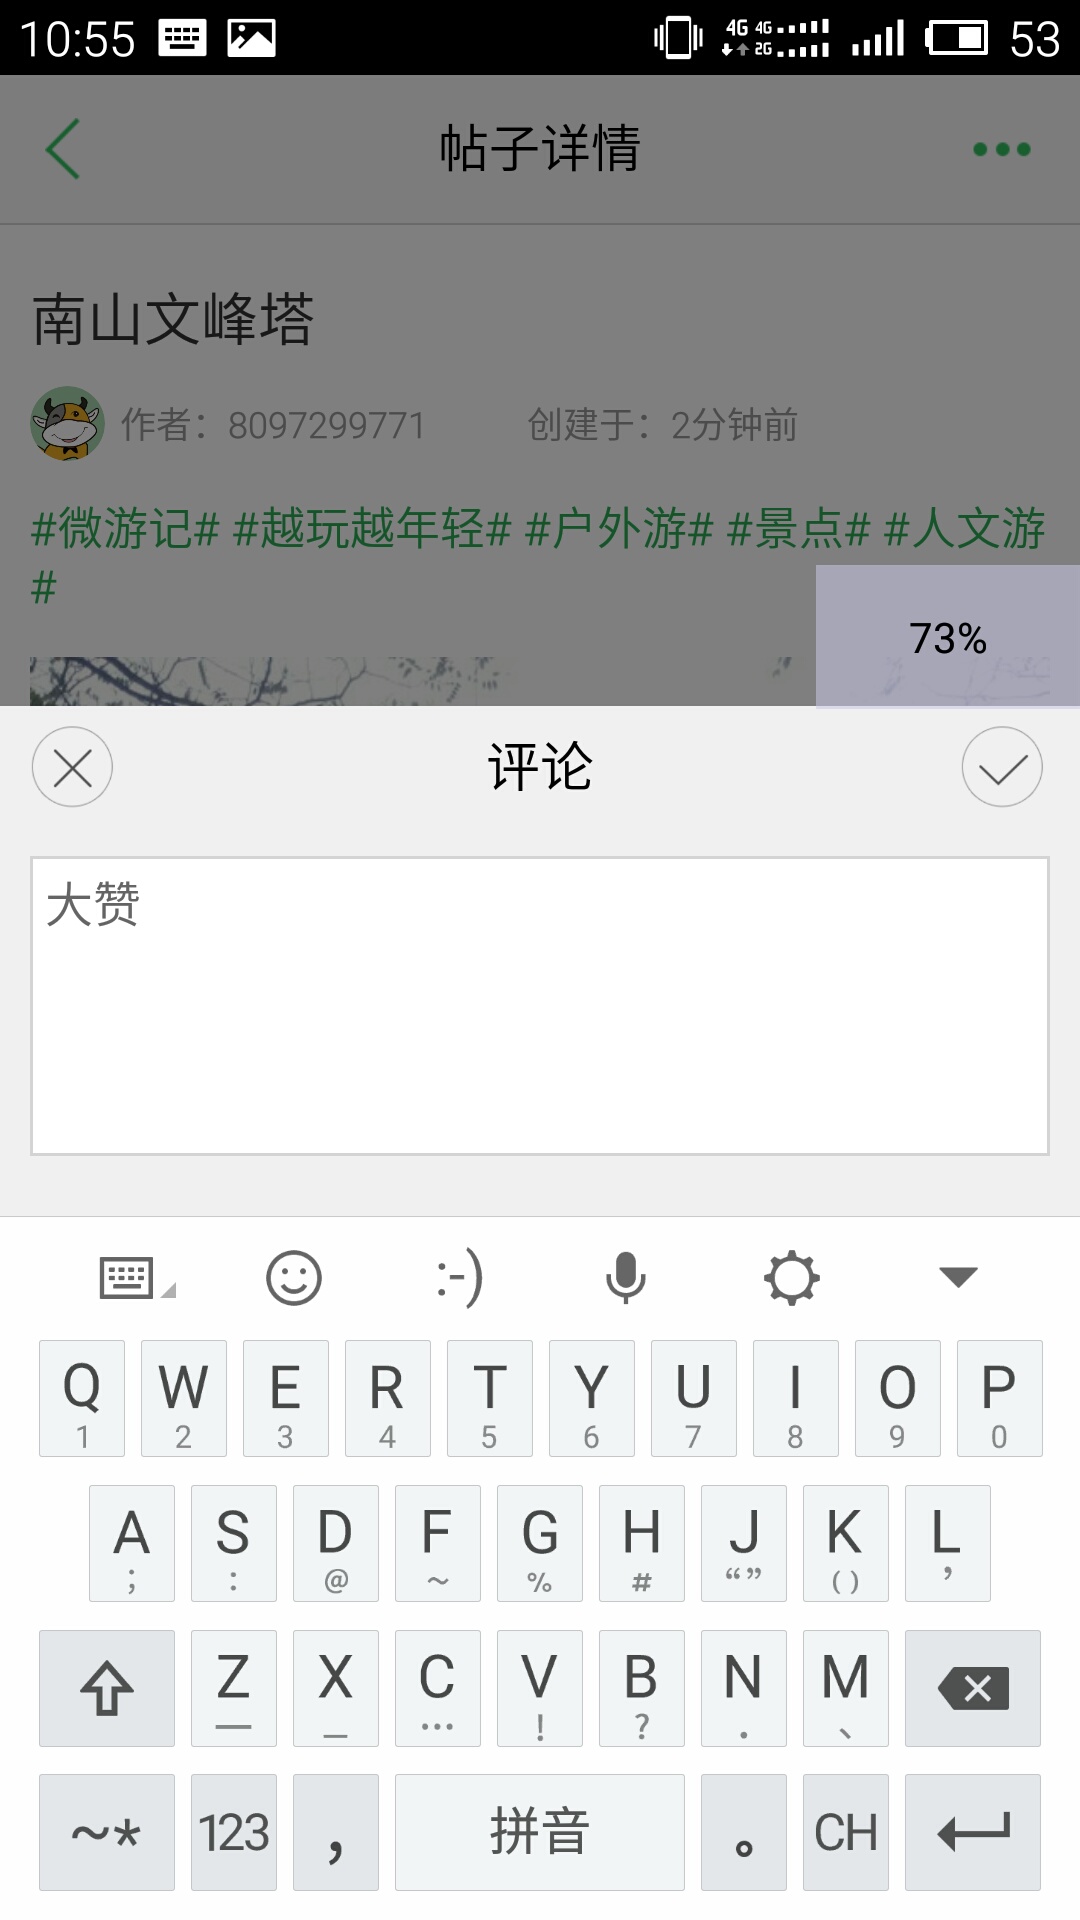 10:55 4G 4G 2G 53
帖子详情
南山文峰塔
作者：8097299771 创建于：2分钟前
#微游记# #越玩越年轻# #户外游# #景点# #人文游
#
73%
评论
大赞
:-)
Q W E R T Y U I O P
1 2 3 4 5 6 7 8 9 0
A S D F G H J K L
; : @ ~ % # “” () ’
Z X C V B N M
— _ … ! ? . 、
~* 123 , 拼音 。 CH